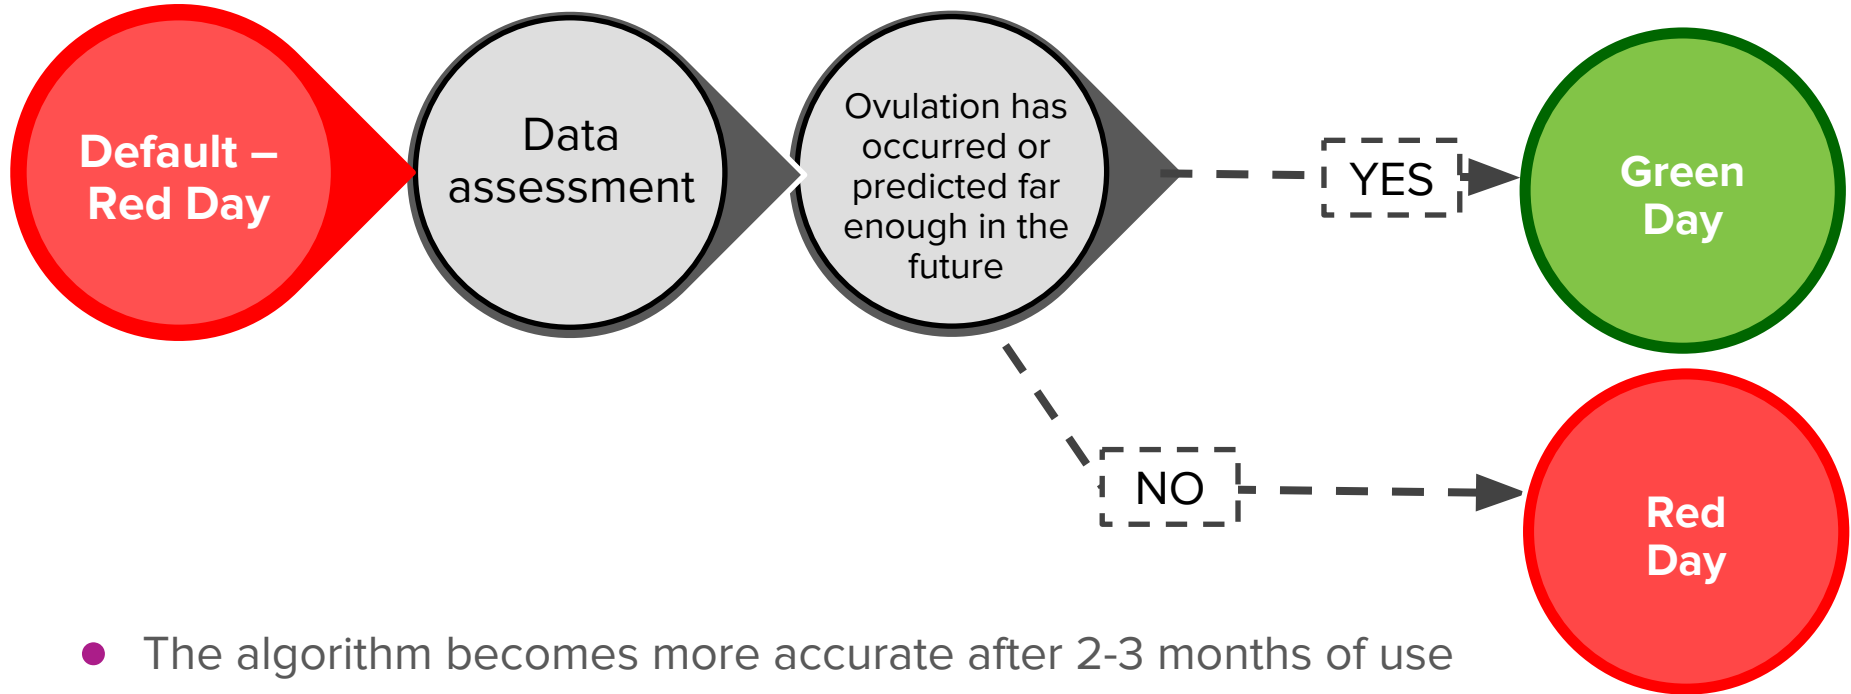 Default –
Red Day
Data
assessment
Ovulation has
occurred or
predicted far
enough in the
future
YES
Green
Day
NO
Red
Day
The algorithm becomes more accurate after 2-3 months of use